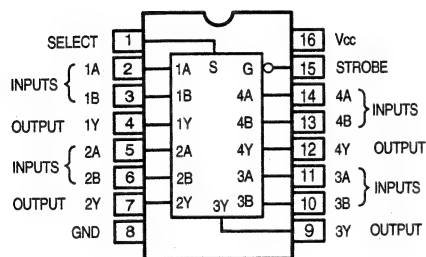 SELECT 1 16 Vcc
1A 2 1A S G 15 STROBE
INPUTS
1B 3 1B 4A 14 4A
INPUTS
OUTPUT 1Y 4 1Y 4B 13 4B
2A 5 2A 4Y 12 4Y OUTPUT
INPUTS
2B 6 2B 3A 11 3A
INPUTS
OUTPUT 2Y 7 2Y 3Y 3B 10 3B
GND 8 9 3Y OUTPUT